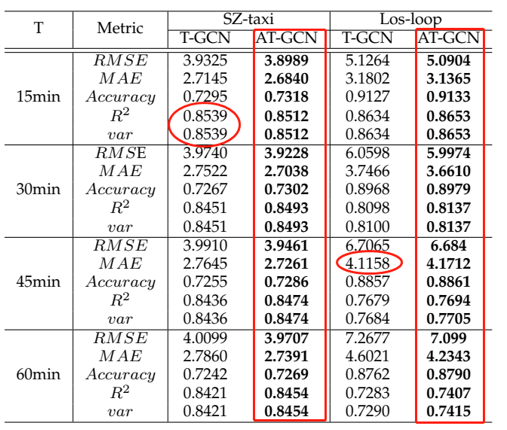 T Metric SZ-taxi Los-loop
T-GCN AT-GCN T-GCN AT-GCN
15min
RMSE 3.9325 3.8989 5.1264 5.0904
MAE 2.7145 2.6840 3.1802 3.1365
Accuracy 0.7295 0.7318 0.9127 0.9133
R² 0.8539 0.8512 0.8634 0.8653
var 0.8539 0.8512 0.8634 0.8653
30min
RMSE 3.9740 3.9228 6.0598 5.9974
MAE 2.7522 2.7038 3.7466 3.6610
Accuracy 0.7267 0.7302 0.8968 0.8979
R² 0.8451 0.8493 0.8098 0.8137
var 0.8451 0.8493 0.8100 0.8137
45min
RMSE 3.9910 3.9461 6.7065 6.684
MAE 2.7645 2.7261 4.1158 4.1712
Accuracy 0.7255 0.7286 0.8857 0.8861
R² 0.8436 0.8474 0.7679 0.7694
var 0.8436 0.8474 0.7684 0.7705
60min
RMSE 4.0099 3.9707 7.2677 7.099
MAE 2.7860 2.7391 4.6021 4.2343
Accuracy 0.7242 0.7269 0.8762 0.8790
R² 0.8421 0.8454 0.7283 0.7407
var 0.8421 0.8454 0.7290 0.7415